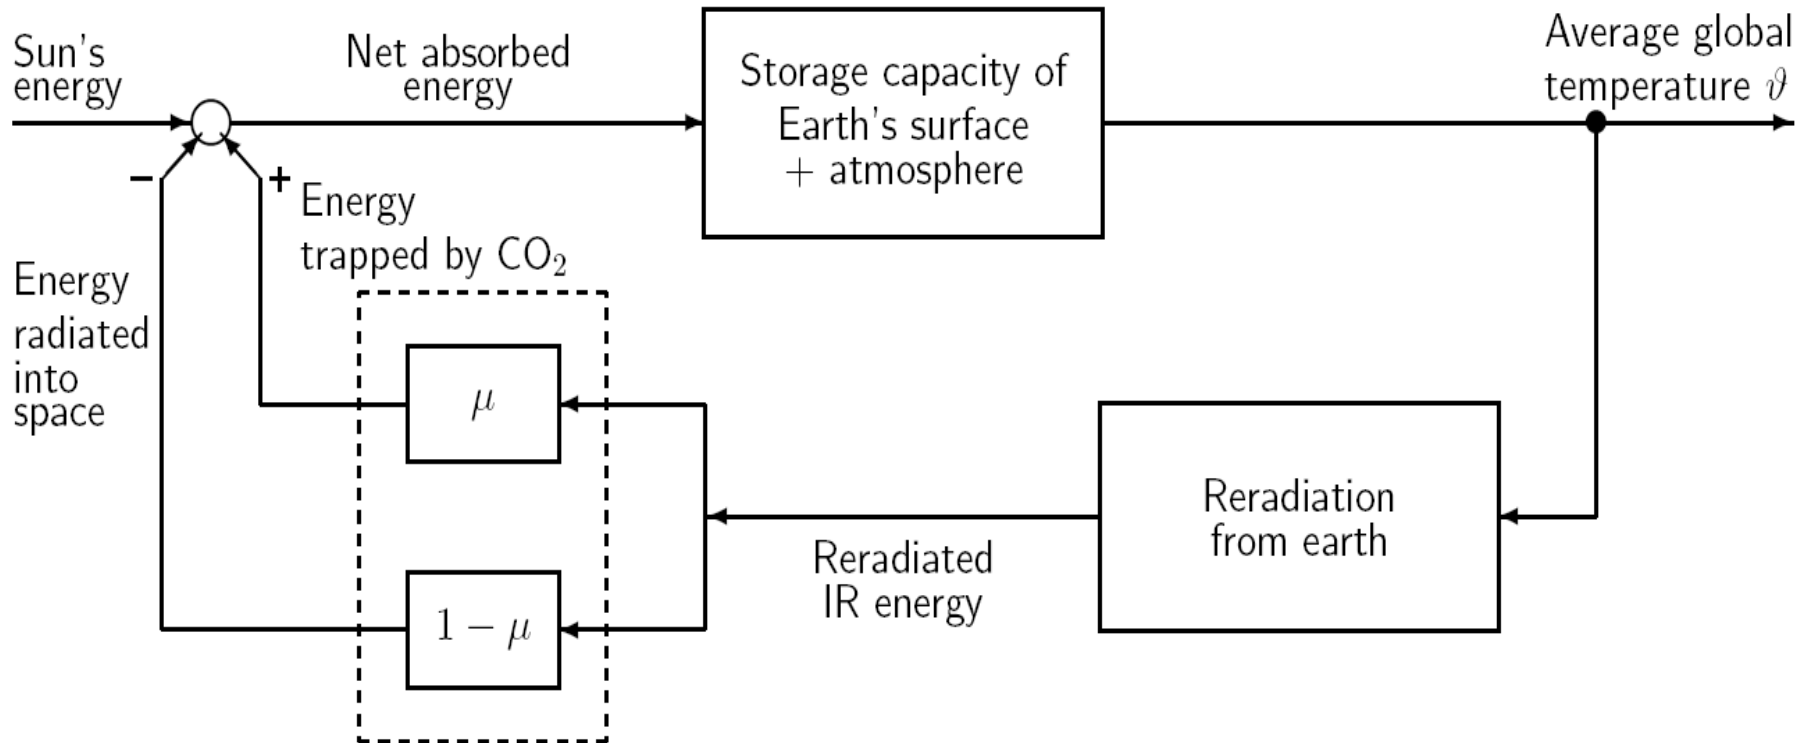 Sun's
energy
Net absorbed
energy
Storage capacity of
Earth's surface
+ atmosphere
Average global
temperature ϑ
−
+
Energy
trapped by CO₂
Energy
radiated
into
space
μ
1 − μ
Reradiated
IR energy
Reradiation
from earth